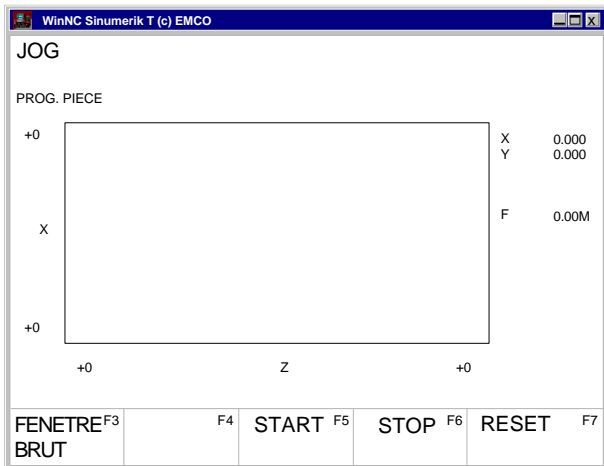 WinNC Sinumerik T (c) EMCO
JOG
PROG. PIECE
+0
X 0.000
Y 0.000
F 0.00M
X
+0
+0 Z +0
FENETRE F3 F4 START F5 STOP F6 RESET F7
BRUT